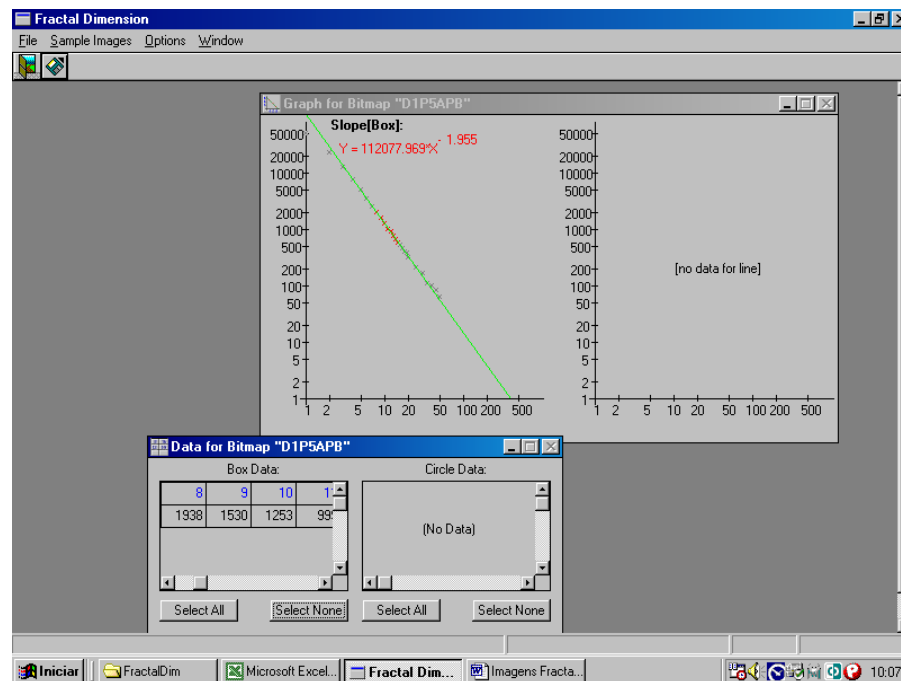 Fractal Dimension
File Sample Images Options Window
Graph for Bitmap "D1P5APB"
Slope[Box]:
Y = 112077.969*X^- 1.955
50000
20000
10000
5000
2000
1000
500
200
100
50
20
10
5
2
1
1 2 5 10 20 50 100 200 500
50000
20000
10000
5000
2000
1000
500
200
100
50
20
10
5
2
1
1 2 5 10 20 50 100 200 500
[no data for line]
Data for Bitmap "D1P5APB"
Box Data: Circle Data:
8 9 10
1938 1530 1253
(No Data)
Select All Select None Select All Select None
Iniciar FractalDim Microsoft Excel... Fractal Dim... Imagens Fracta... 10:07